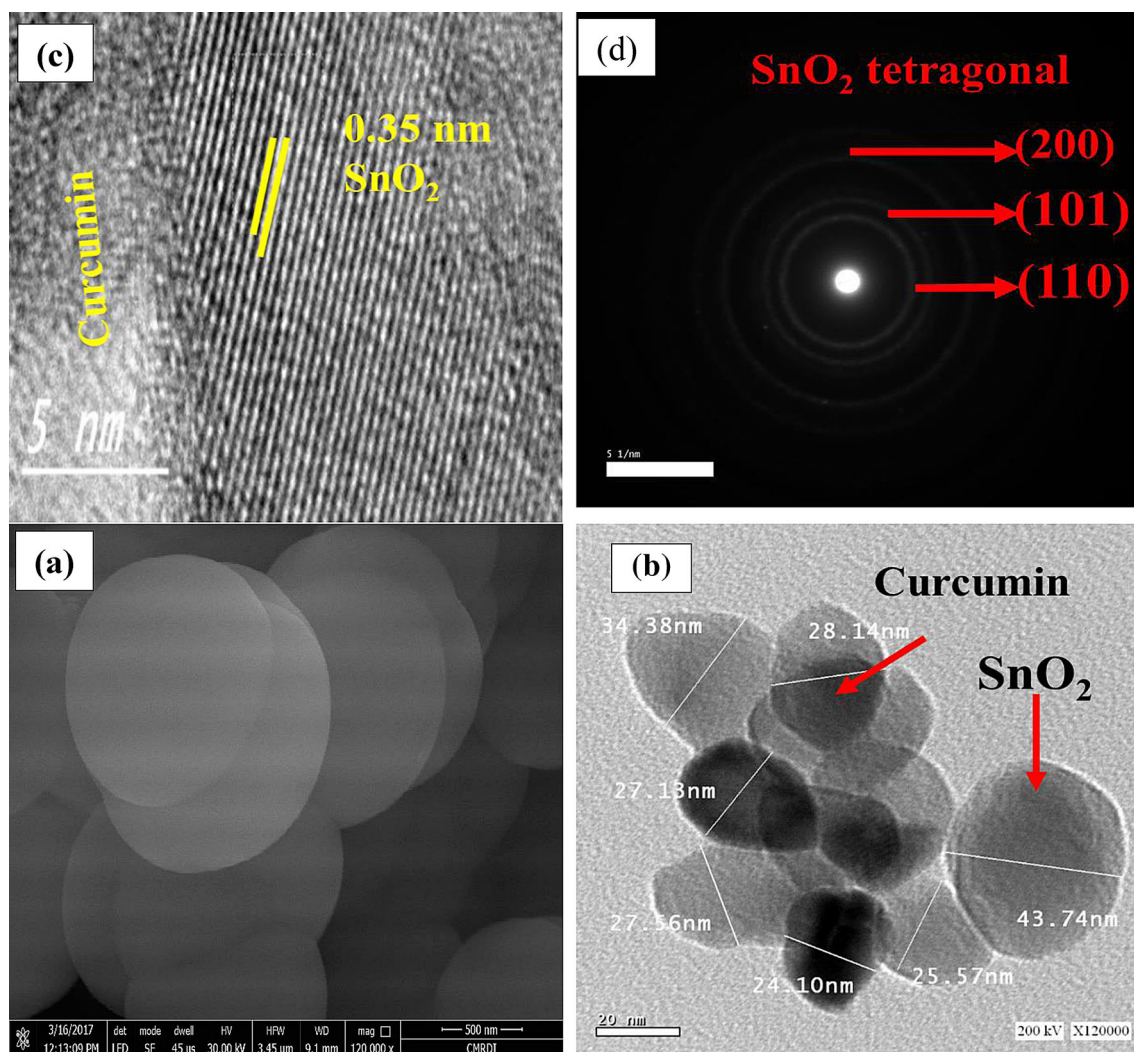 (c)
0.35 nm
SnO₂
Curcumin
5 nm
(d)
SnO₂ tetragonal
(200)
(101)
(110)
5 1/nm
(a)
3/16/2017 det mode dwell HV HFW WD mag □ 500 nm
12:13:09 PM LFD SE 45 µs 30.00 kV 3.45 µm 9.1 mm 120 000 x CMRDI
(b)
Curcumin
34.38nm
28.14nm
SnO₂
27.13nm
27.56nm
43.74nm
24.10nm
25.57nm
20 nm
200 kV X120000